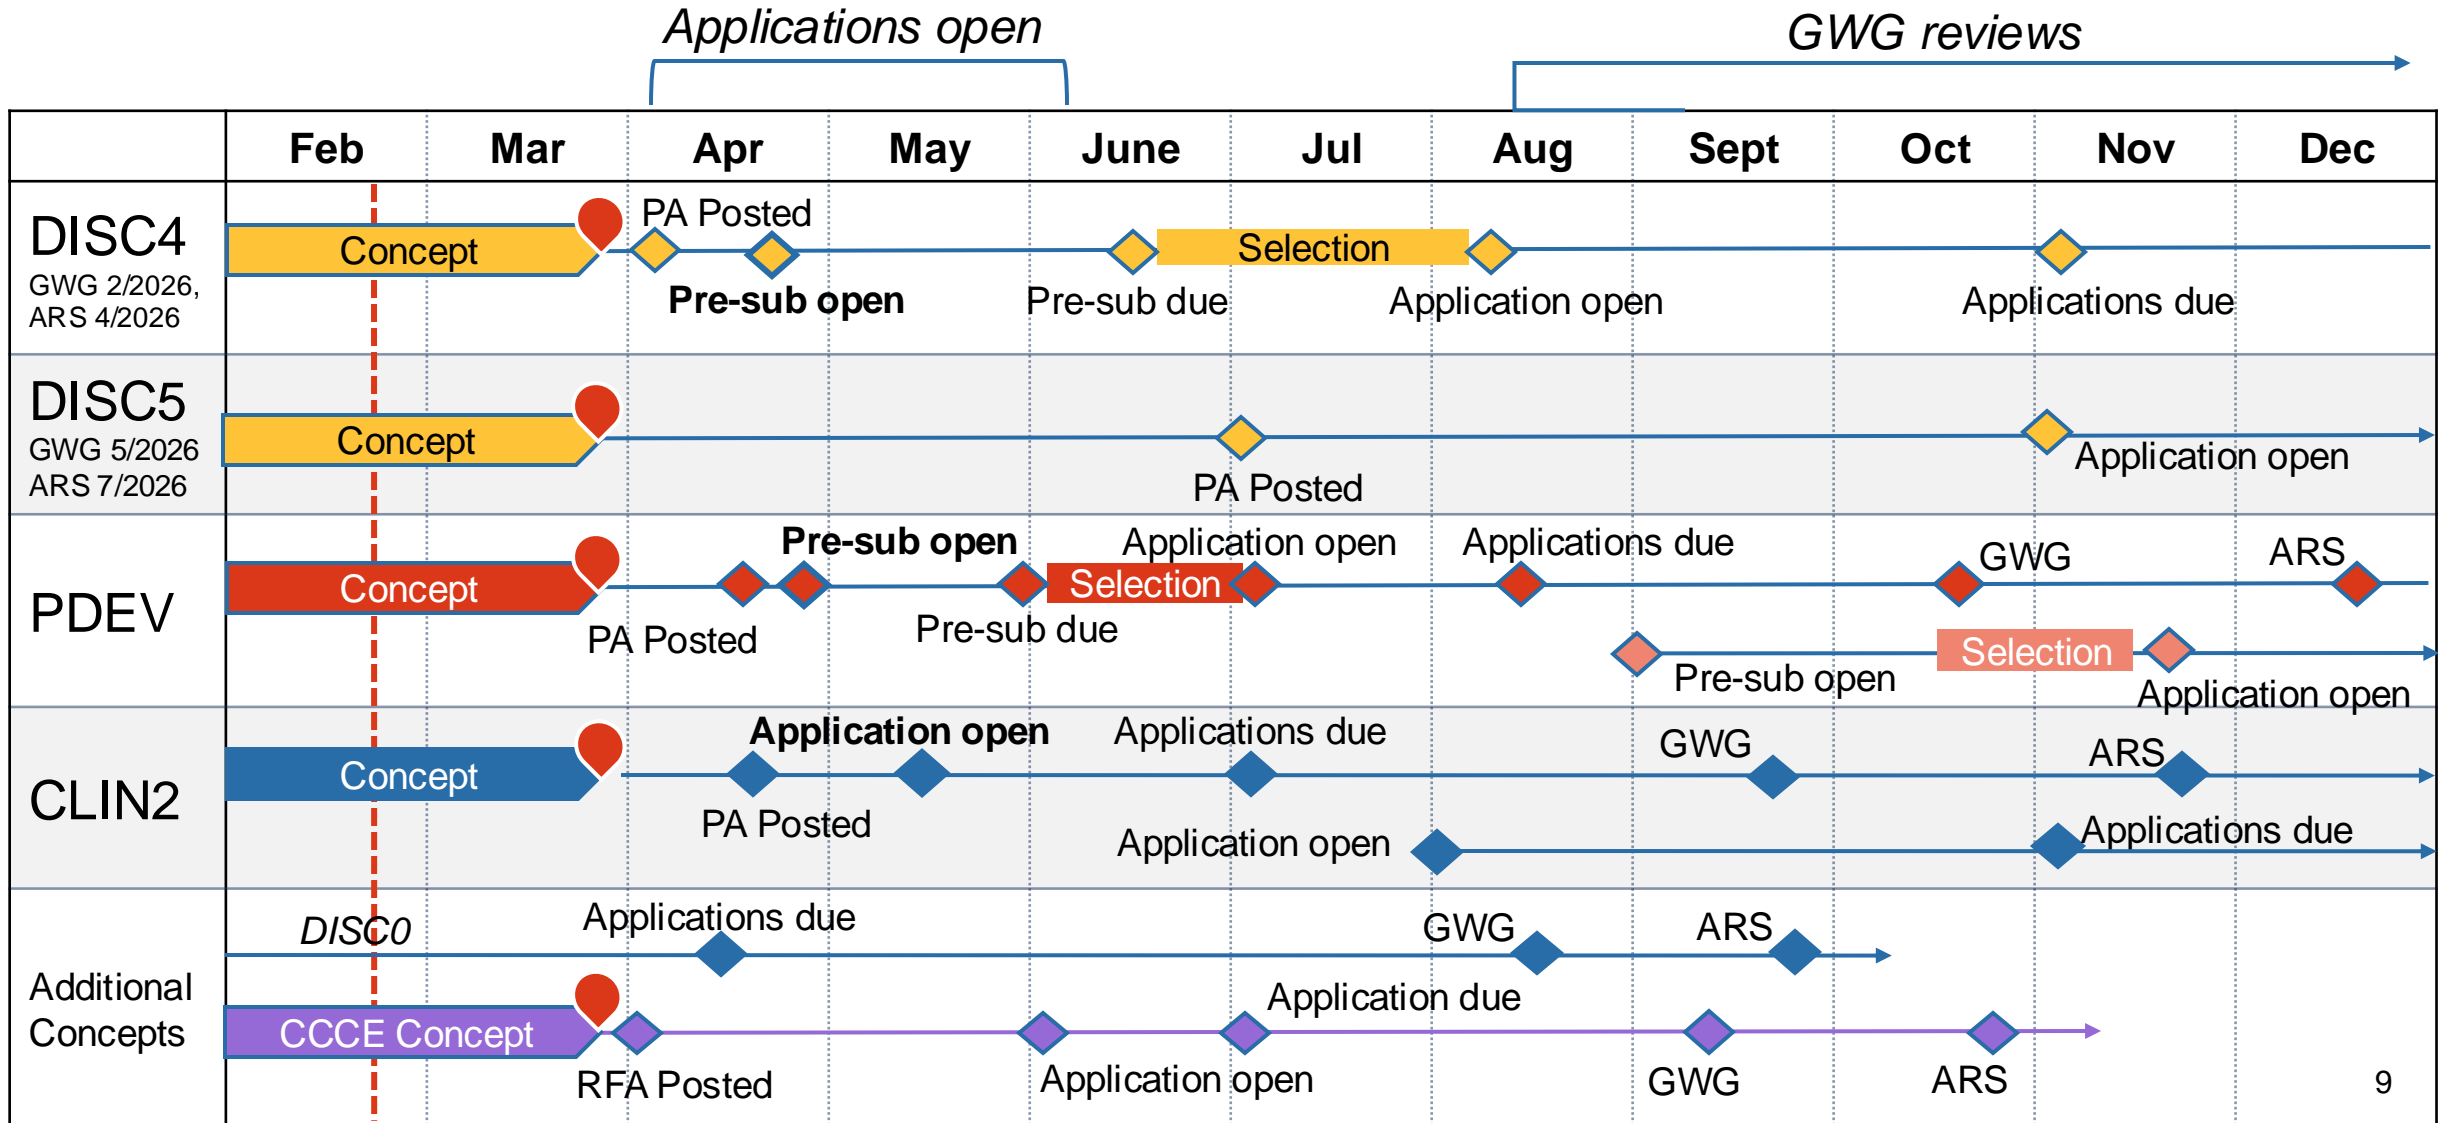 Applications open
GWG reviews
Feb Mar Apr May June Jul Aug Sept Oct Nov Dec
DISC4
GWG 2/2026,
ARS 4/2026
Concept
PA Posted
Pre-sub open
Pre-sub due
Selection
Application open
Applications due
DISC5
GWG 5/2026
ARS 7/2026
Concept
PA Posted
Application open
PDEV
Concept
PA Posted
Pre-sub open
Pre-sub due
Selection
Application open
Applications due
GWG
ARS
Pre-sub open
Selection
Application open
CLIN2
Concept
PA Posted
Application open
Applications due
GWG
ARS
Application open
Applications due
Additional
Concepts
DISC0
Applications due
GWG
ARS
CCCE Concept
RFA Posted
Application open
Application due
GWG
ARS
9